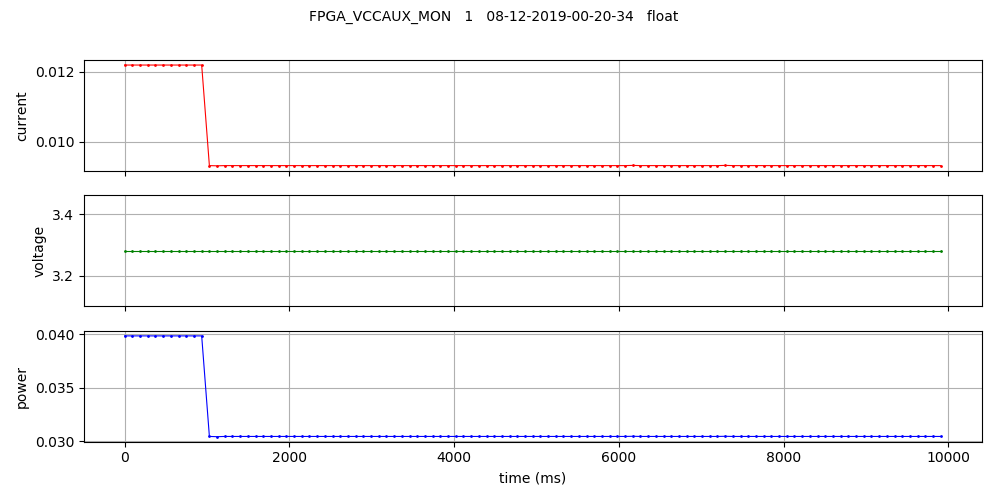 FPGA_VCCAUX_MON 1 08-12-2019-00-20-34 float
0.012
0.010
current
3.4
3.2
voltage
0.040
0.035
0.030
power
0 2000 4000 6000 8000 10000
time (ms)